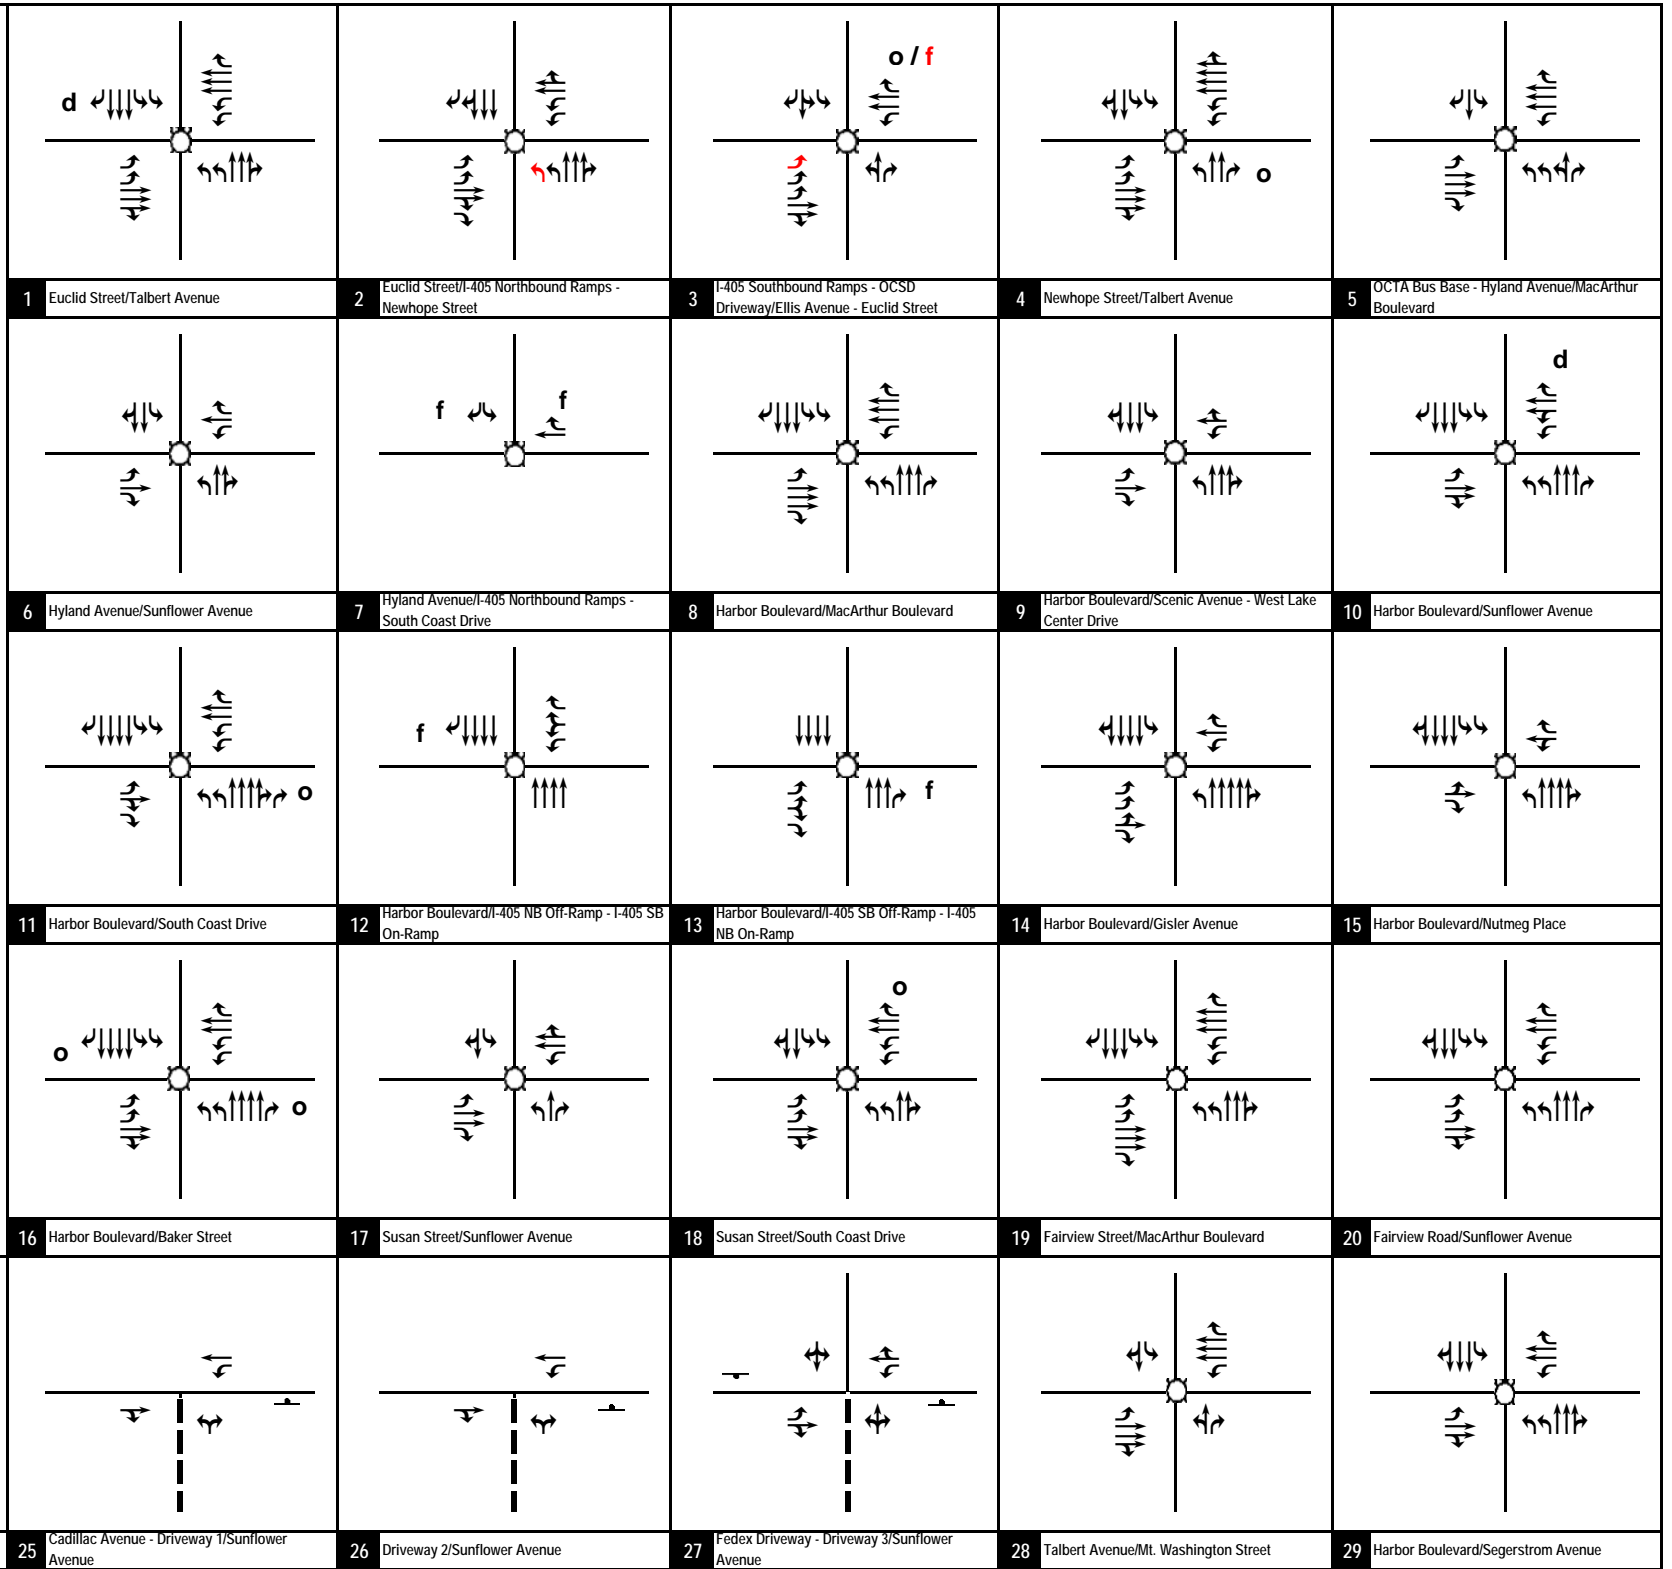 d
o / f
o
1 Euclid Street/Talbert Avenue
2 Euclid Street/I-405 Northbound Ramps -
Newhope Street
3 I-405 Southbound Ramps - OCSD
Driveway/Ellis Avenue - Euclid Street
4 Newhope Street/Talbert Avenue
5 OCTA Bus Base - Hyland Avenue/MacArthur
Boulevard
f
f
d
6 Hyland Avenue/Sunflower Avenue
7 Hyland Avenue/I-405 Northbound Ramps -
South Coast Drive
8 Harbor Boulevard/MacArthur Boulevard
9 Harbor Boulevard/Scenic Avenue - West Lake
Center Drive
10 Harbor Boulevard/Sunflower Avenue
o
f
f
11 Harbor Boulevard/South Coast Drive
12 Harbor Boulevard/I-405 NB Off-Ramp - I-405 SB
On-Ramp
13 Harbor Boulevard/I-405 SB Off-Ramp - I-405
NB On-Ramp
14 Harbor Boulevard/Gisler Avenue
15 Harbor Boulevard/Nutmeg Place
o
o
o
16 Harbor Boulevard/Baker Street
17 Susan Street/Sunflower Avenue
18 Susan Street/South Coast Drive
19 Fairview Street/MacArthur Boulevard
20 Fairview Road/Sunflower Avenue
25 Cadillac Avenue - Driveway 1/Sunflower
Avenue
26 Driveway 2/Sunflower Avenue
27 Fedex Driveway - Driveway 3/Sunflower
Avenue
28 Talbert Avenue/Mt. Washington Street
29 Harbor Boulevard/Segerstrom Avenue